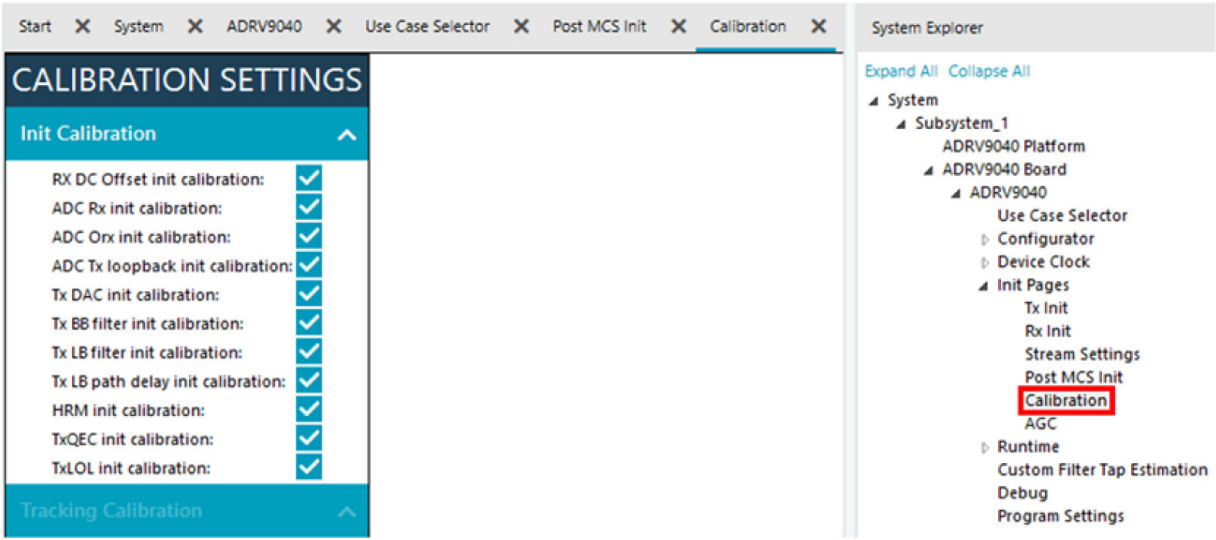 Start System ADRV9040 Use Case Selector Post MCS Init Calibration
CALIBRATION SETTINGS
Init Calibration
RX DC Offset init calibration:
ADC Rx init calibration:
ADC Orx init calibration:
ADC Tx loopback init calibration:
Tx DAC init calibration:
Tx BB filter init calibration:
Tx LB filter init calibration:
Tx LB path delay init calibration:
HRM init calibration:
TxQEC init calibration:
TxLOL init calibration:
Tracking Calibration
System Explorer
Expand All Collapse All
System
Subsystem_1
ADRV9040 Platform
ADRV9040 Board
ADRV9040
Use Case Selector
Configurator
Device Clock
Init Pages
Tx Init
Rx Init
Stream Settings
Post MCS Init
Calibration
AGC
Runtime
Custom Filter Tap Estimation
Debug
Program Settings